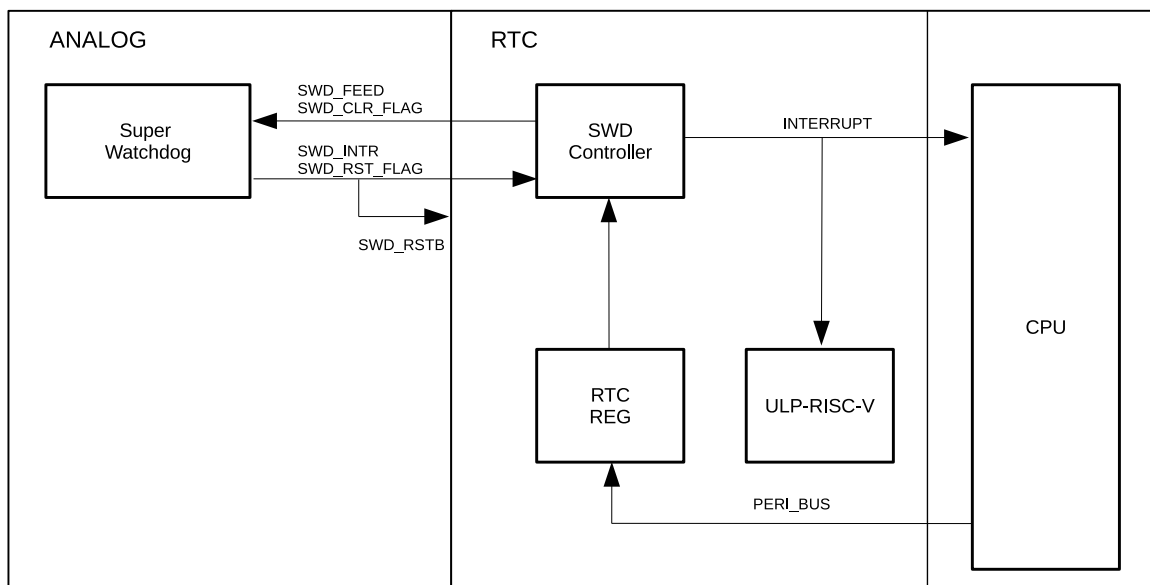 ANALOG
RTC
SWD_FEED
SWD_CLR_FLAG
Super
Watchdog
SWD_INTR
SWD_RST_FLAG
SWD_RSTB
SWD
Controller
INTERRUPT
CPU
RTC
REG
ULP-RISC-V
PERI_BUS